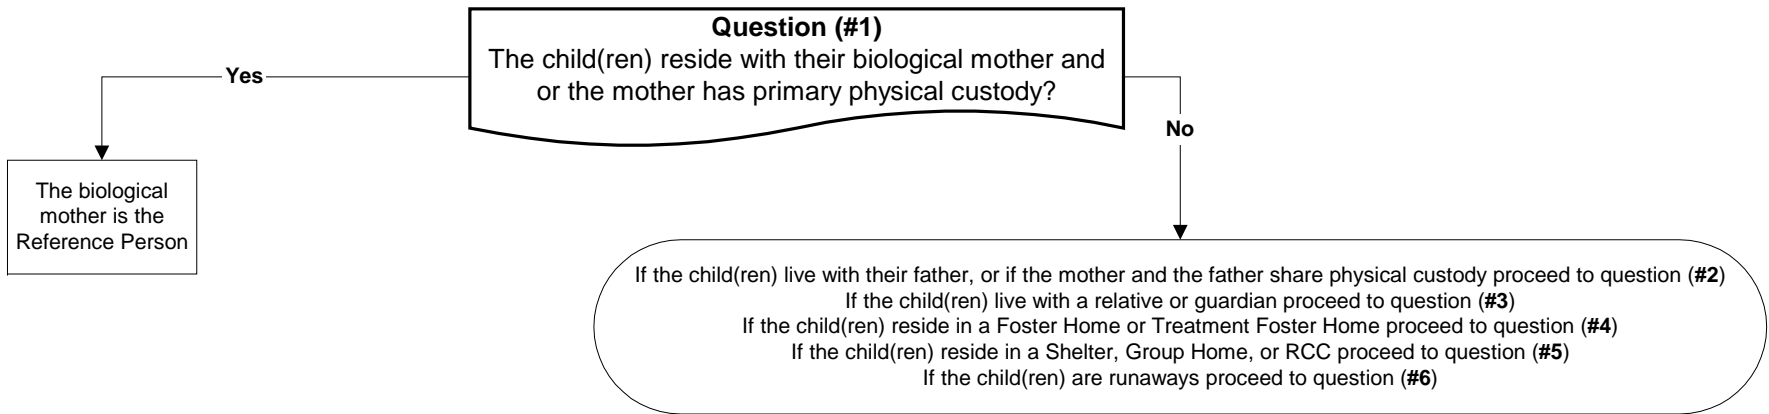 Question (#1)
The child(ren) reside with their biological mother and
or the mother has primary physical custody?
Yes
No
The biological
mother is the
Reference Person
If the child(ren) live with their father, or if the mother and the father share physical custody proceed to question (#2)
If the child(ren) live with a relative or guardian proceed to question (#3)
If the child(ren) reside in a Foster Home or Treatment Foster Home proceed to question (#4)
If the child(ren) reside in a Shelter, Group Home, or RCC proceed to question (#5)
If the child(ren) are runaways proceed to question (#6)